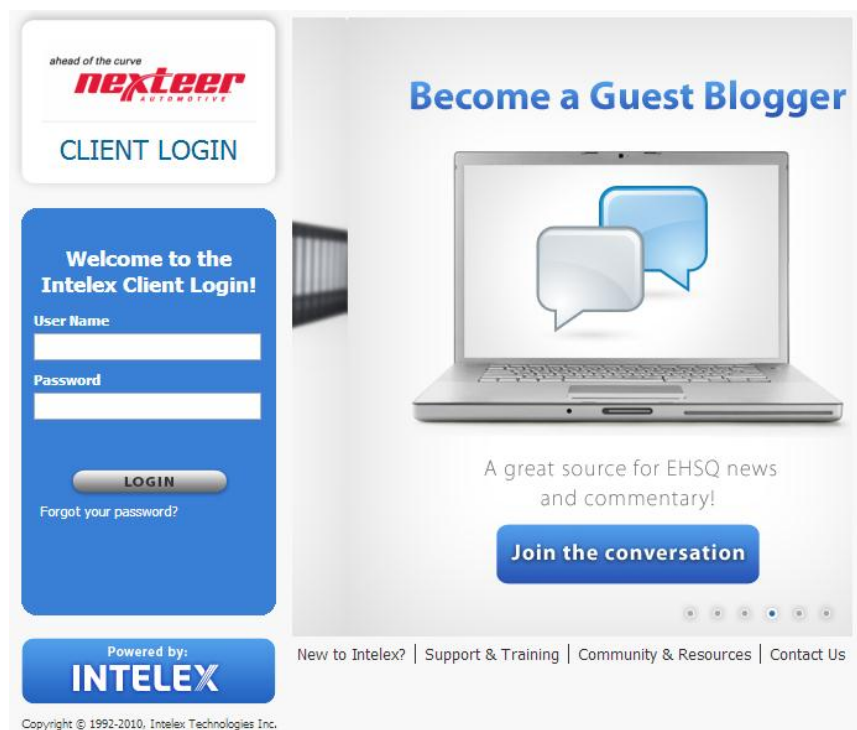 ahead of the curve
nexteer
AUTOMOTIVE
CLIENT LOGIN
Welcome to the
Intelex Client Login!
User Name
Password
LOGIN
Forgot your password?
Powered by:
INTELEX
Copyright © 1992-2010, Intelex Technologies Inc.
Become a Guest Blogger
A great source for EHSQ news
and commentary!
Join the conversation
New to Intelex? | Support & Training | Community & Resources | Contact Us